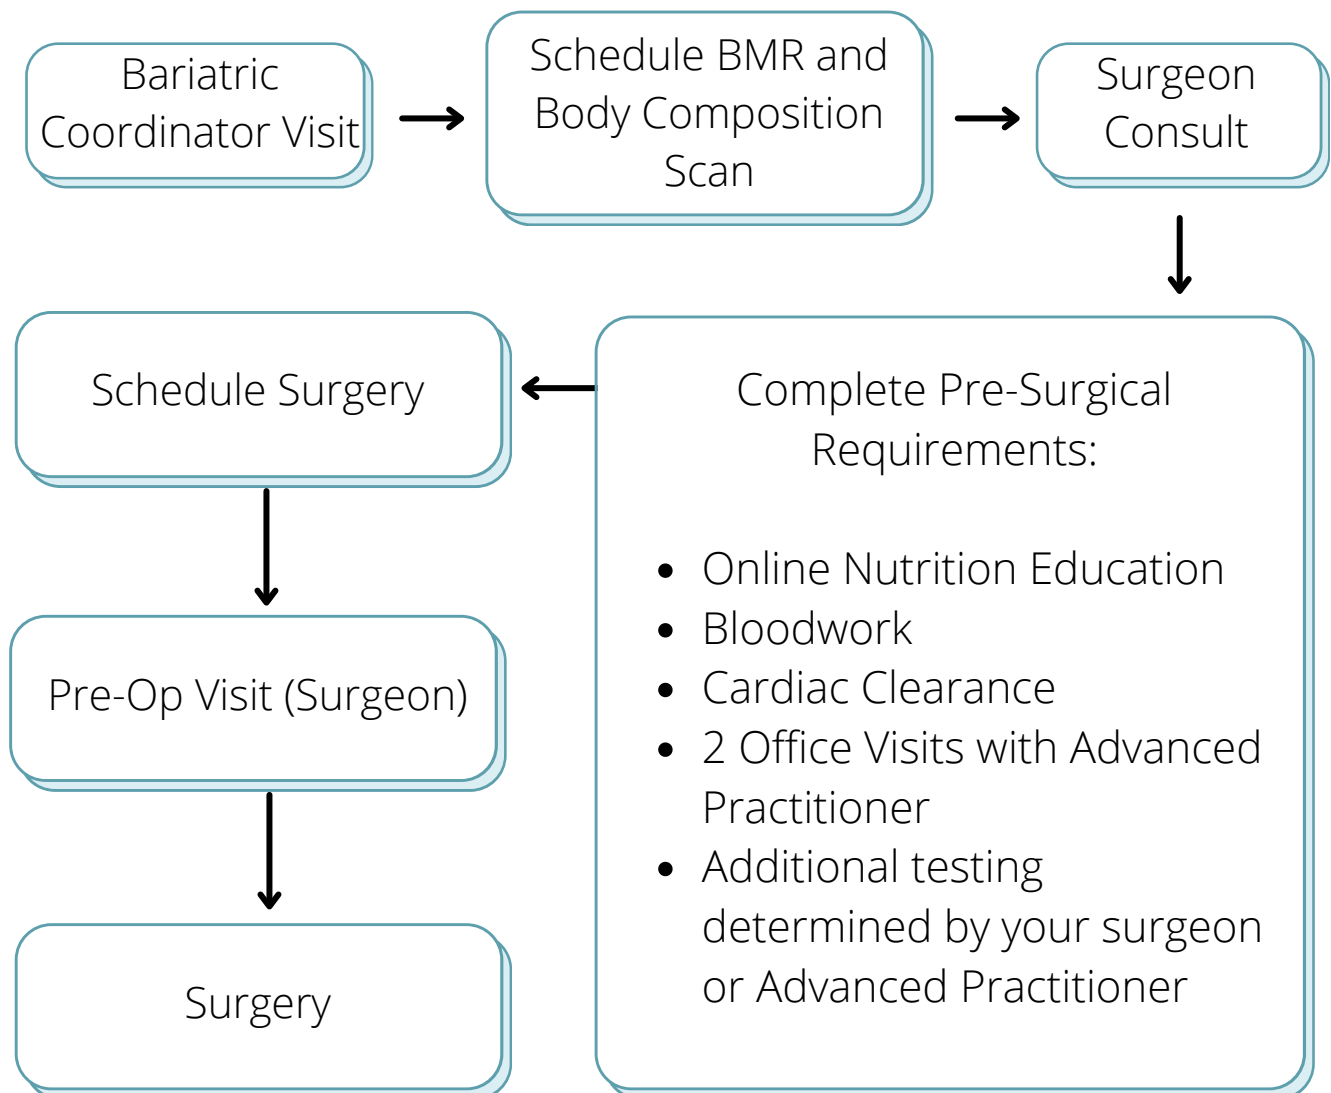 Bariatric
Coordinator Visit
Schedule BMR and
Body Composition
Scan
Surgeon
Consult
Complete Pre-Surgical
Requirements:
• Online Nutrition Education
• Bloodwork
• Cardiac Clearance
• 2 Office Visits with Advanced
Practitioner
• Additional testing
determined by your surgeon
or Advanced Practitioner
Schedule Surgery
Pre-Op Visit (Surgeon)
Surgery